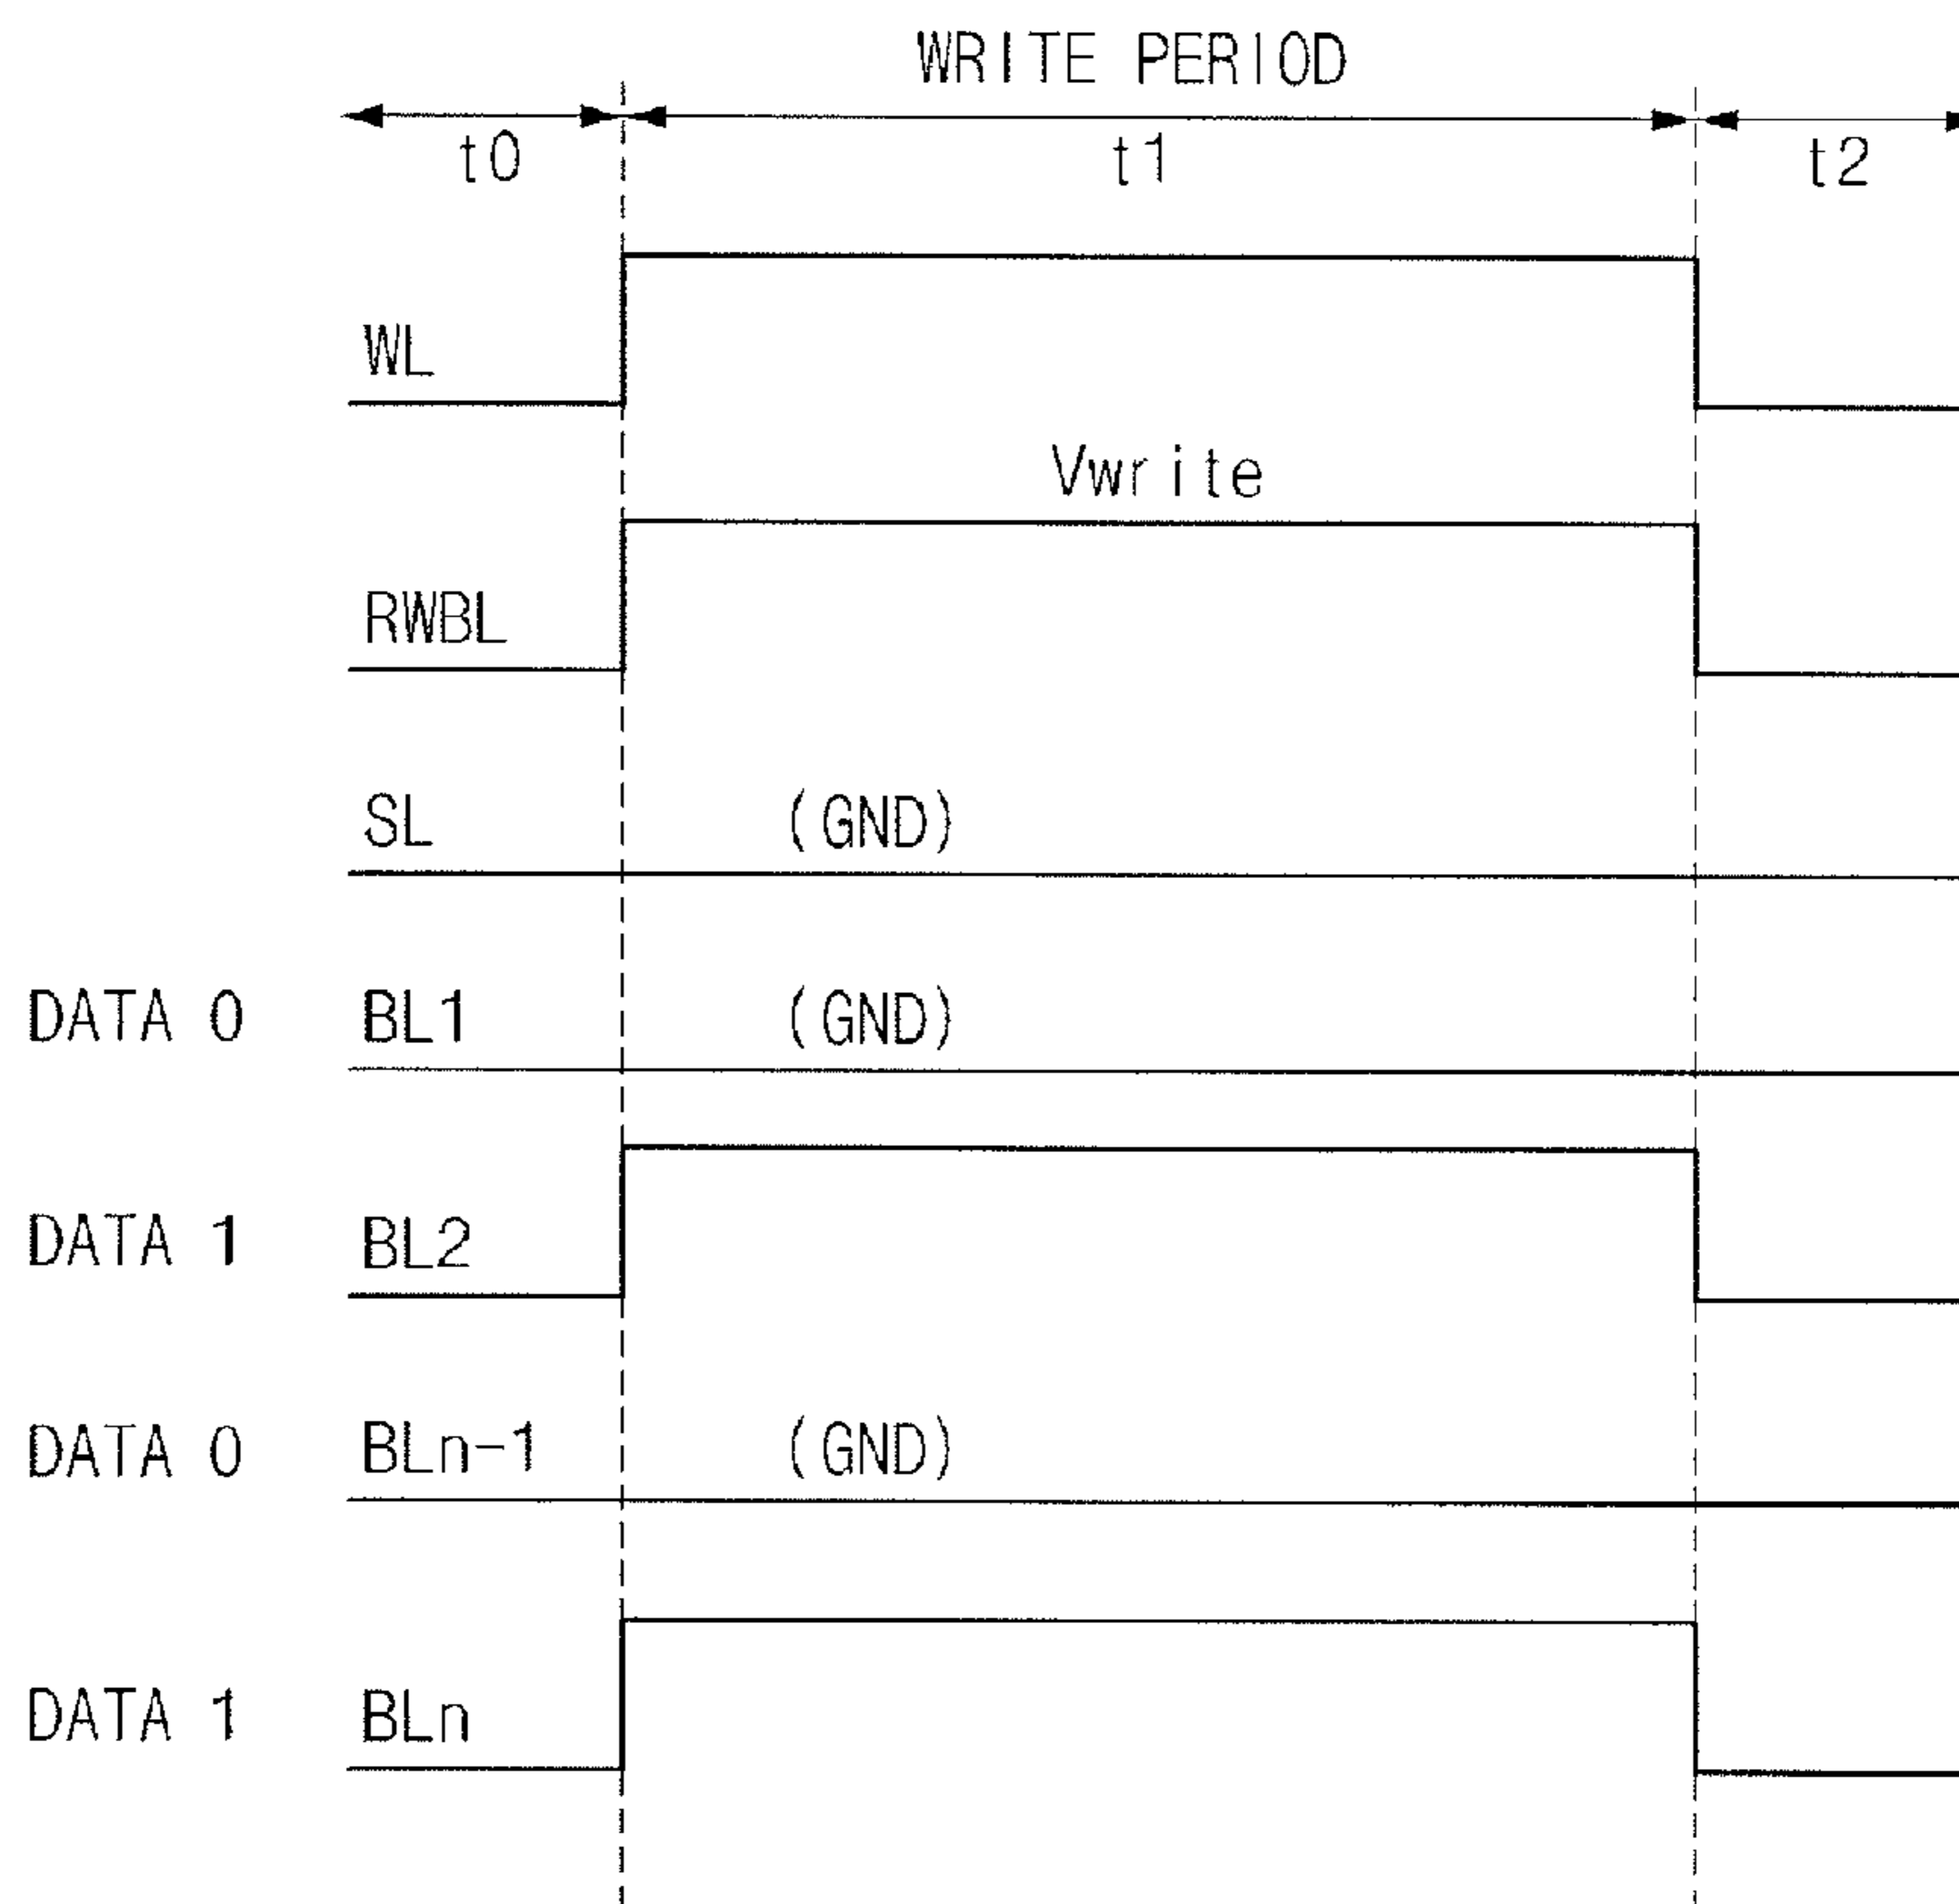 WRITE PERIOD
t0 t1 t2
WL
Vwrite
RWBL
SL (GND)
DATA 0 BL1 (GND)
DATA 1 BL2
DATA 0 BLn-1 (GND)
DATA 1 BLn